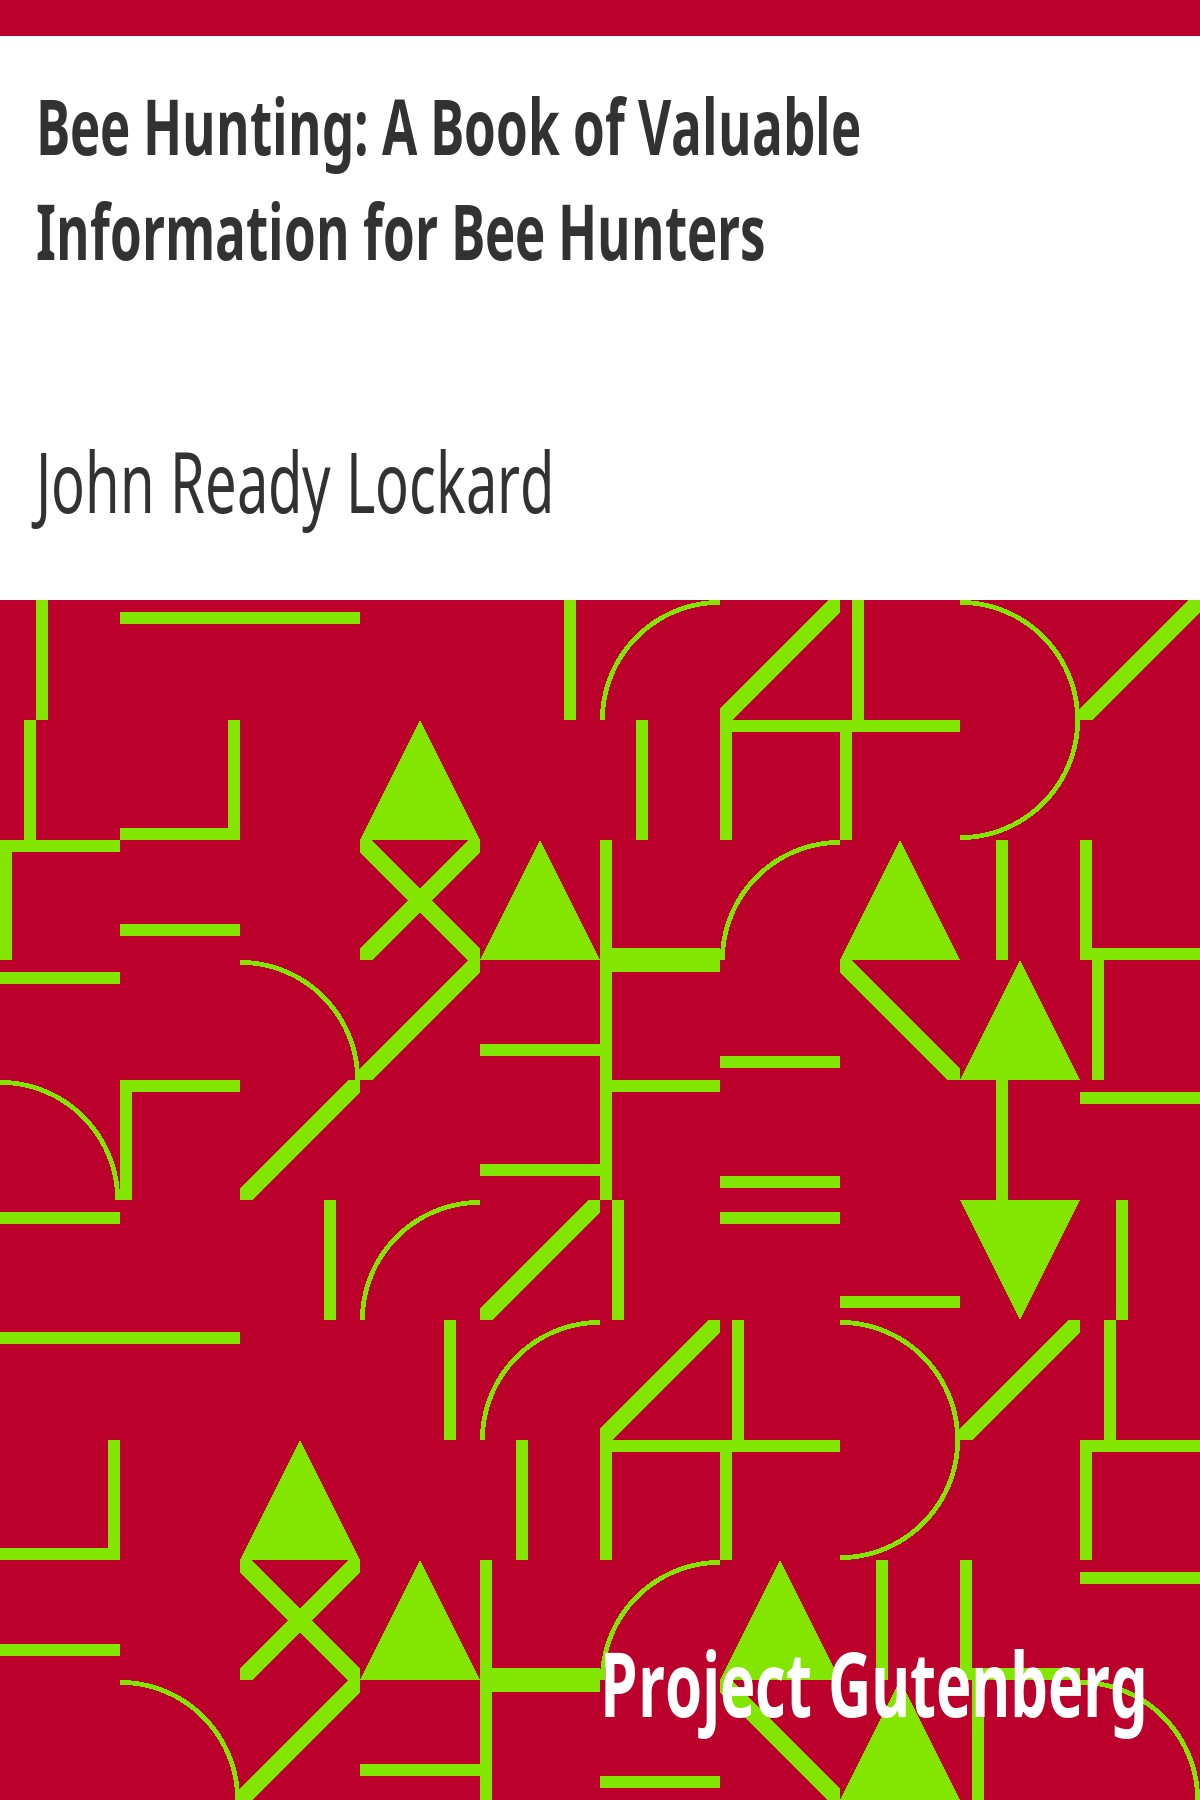 Bee Hunting: A Book of Valuable
Information for Bee Hunters
John Ready Lockard
Project Gutenberg